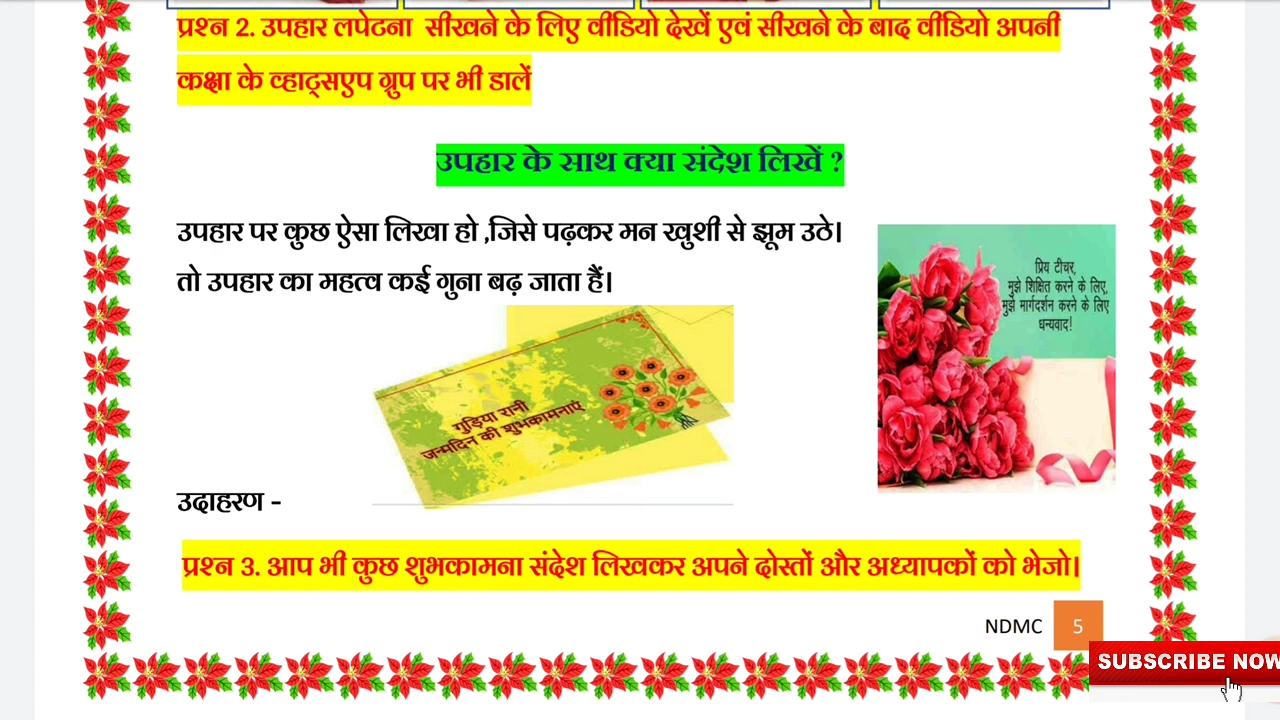 प्रश्न 2. उपहार लपेटना सीखने के लिए वीडियो देखें एवं सीखने के बाद वीडियो अपनी
कक्षा के व्हाट्सएप ग्रुप पर भी डालें
उपहार के साथ क्या संदेश लिखें ?
उपहार पर कुछ ऐसा लिखा हो ,जिसे पढ़कर मन खुशी से झूम उठे।
तो उपहार का महत्व कई गुना बढ़ जाता हैं।
प्रिय टीचर,
मुझे शिक्षित करने के लिए,
मुझे मार्गदर्शन करने के लिए
धन्यवाद!
गुड़िया रानी
जन्मदिन की शुभकामनाएं
उदाहरण -
प्रश्न 3. आप भी कुछ शुभकामना संदेश लिखकर अपने दोस्तों और अध्यापकों को भेजो।
NDMC 5
SUBSCRIBE NOW